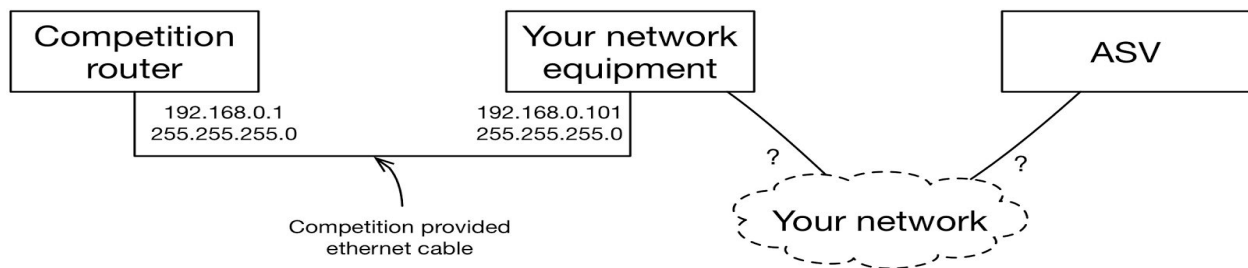 Competition
router
Your network
equipment
ASV
192.168.0.1
255.255.255.0
192.168.0.101
255.255.255.0
?
?
Competition provided
ethernet cable
Your network